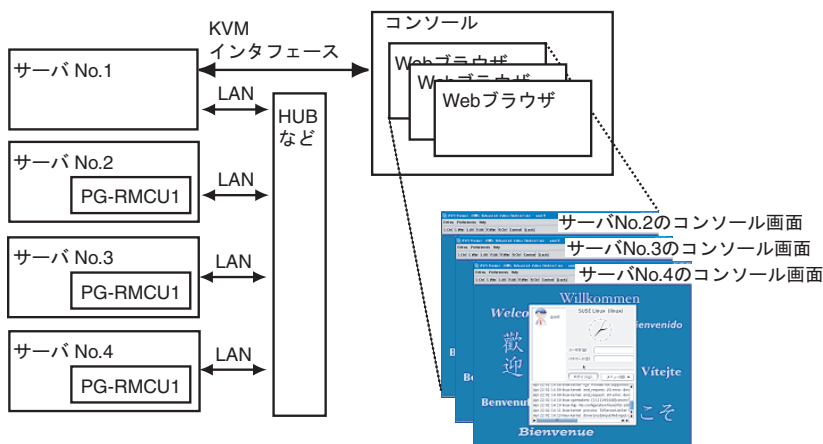 KVM
インタフェース
コンソール
サーバ No.1
LAN
HUB
など
Webブラウザ
Webブラウザ
Webブラウザ
サーバ No.2
PG-RMCU1
LAN
サーバ No.3
PG-RMCU1
LAN
サーバ No.4
PG-RMCU1
LAN
サーバNo.2のコンソール画面
サーバNo.3のコンソール画面
サーバNo.4のコンソール画面
Willkommen
Welco
SUSE Linux (linux)
ienvenido
歡
迎
Vítejte
Benvenu
こそ
Bienvenue